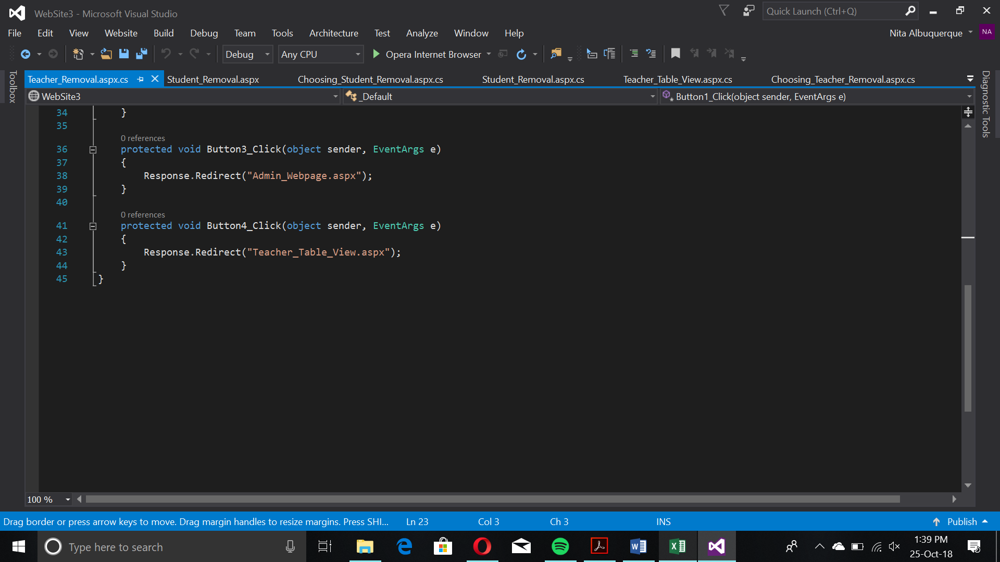 WebSite3 - Microsoft Visual Studio
Quick Launch (Ctrl+Q)
File Edit View Website Build Debug Team Tools Architecture Test Analyze Window Help
Nita Albuquerque
NA
Debug Any CPU Opera Internet Browser
Toolbox
Teacher_Removal.aspx.cs Student_Removal.aspx Choosing_Student_Removal.aspx.cs Student_Removal.aspx.cs Teacher_Table_View.aspx.cs Choosing_Teacher_Removal.aspx.cs
Diagnostic Tools
WebSite3 _Default Button1_Click(object sender, EventArgs e)
34 }
35
0 references
36 protected void Button3_Click(object sender, EventArgs e)
37 {
38 Response.Redirect("Admin_Webpage.aspx");
39 }
40
0 references
41 protected void Button4_Click(object sender, EventArgs e)
42 {
43 Response.Redirect("Teacher_Table_View.aspx");
44 }
45 }
100 %
Drag border or press arrow keys to move. Drag margin handles to resize margins. Press SHI... Ln 23 Col 3 Ch 3 INS Publish
Type here to search
1:39 PM
25-Oct-18